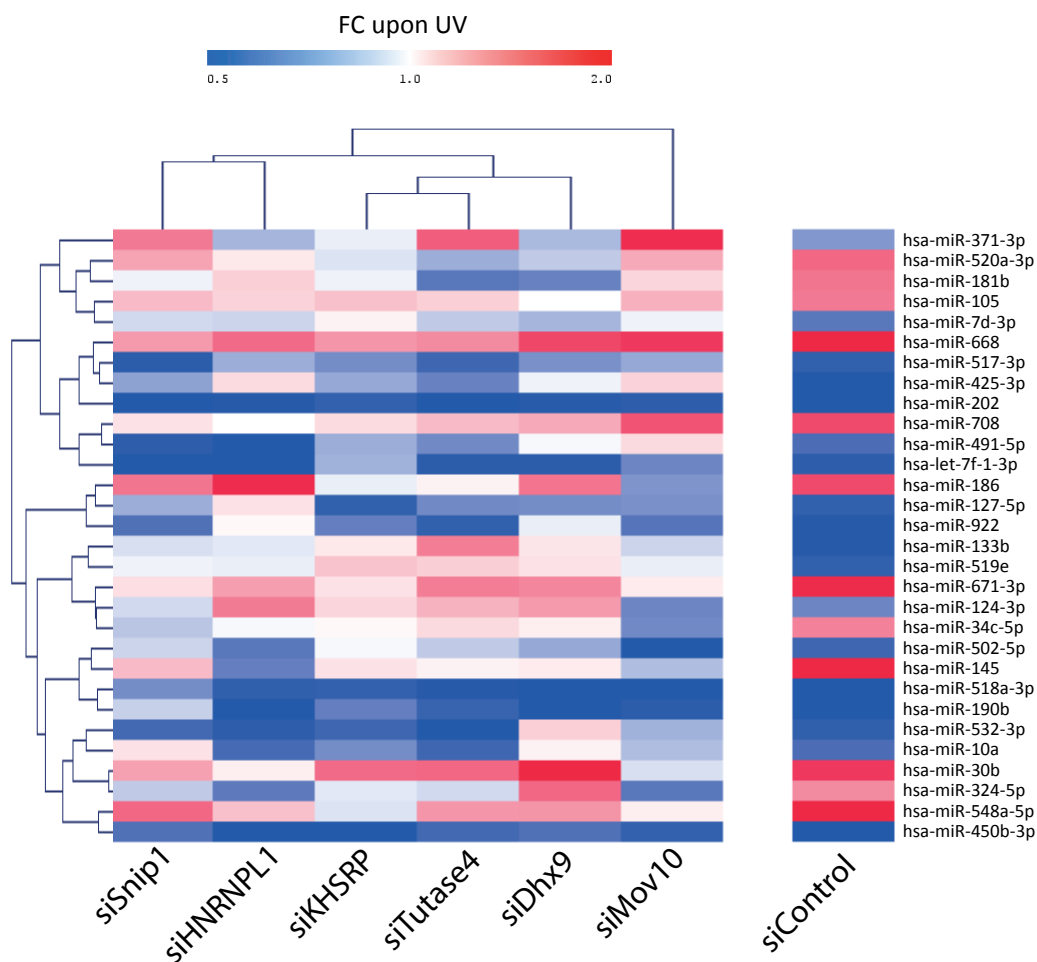 FC upon UV
0.5 1.0 2.0
hsa-miR-371-3p
hsa-miR-520a-3p
hsa-miR-181b
hsa-miR-105
hsa-miR-7d-3p
hsa-miR-668
hsa-miR-517-3p
hsa-miR-425-3p
hsa-miR-202
hsa-miR-708
hsa-miR-491-5p
hsa-let-7f-1-3p
hsa-miR-186
hsa-miR-127-5p
hsa-miR-922
hsa-miR-133b
hsa-miR-519e
hsa-miR-671-3p
hsa-miR-124-3p
hsa-miR-34c-5p
hsa-miR-502-5p
hsa-miR-145
hsa-miR-518a-3p
hsa-miR-190b
hsa-miR-532-3p
hsa-miR-10a
hsa-miR-30b
hsa-miR-324-5p
hsa-miR-548a-5p
hsa-miR-450b-3p
siSnip1
siHNRNPL1
siKHSRP
siTutase4
siDhx9
siMov10
siControl